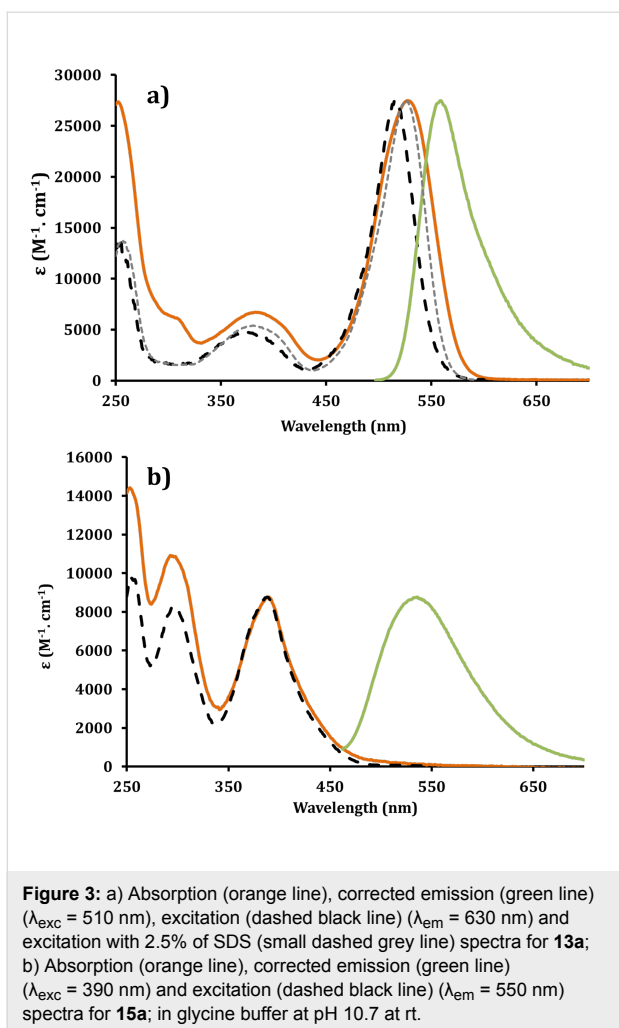 a)
30000
25000
20000
15000
10000
5000
0
ε (M-1. cm-1)
250 350 450 550 650
Wavelength (nm)
b)
16000
14000
12000
10000
8000
6000
4000
2000
0
ε (M-1. cm-1)
250 350 450 550 650
Wavelength (nm)
Figure 3: a) Absorption (orange line), corrected emission (green line)
(λexc = 510 nm), excitation (dashed black line) (λem = 630 nm) and
excitation with 2.5% of SDS (small dashed grey line) spectra for 13a;
b) Absorption (orange line), corrected emission (green line)
(λexc = 390 nm) and excitation (dashed black line) (λem = 550 nm)
spectra for 15a; in glycine buffer at pH 10.7 at rt.